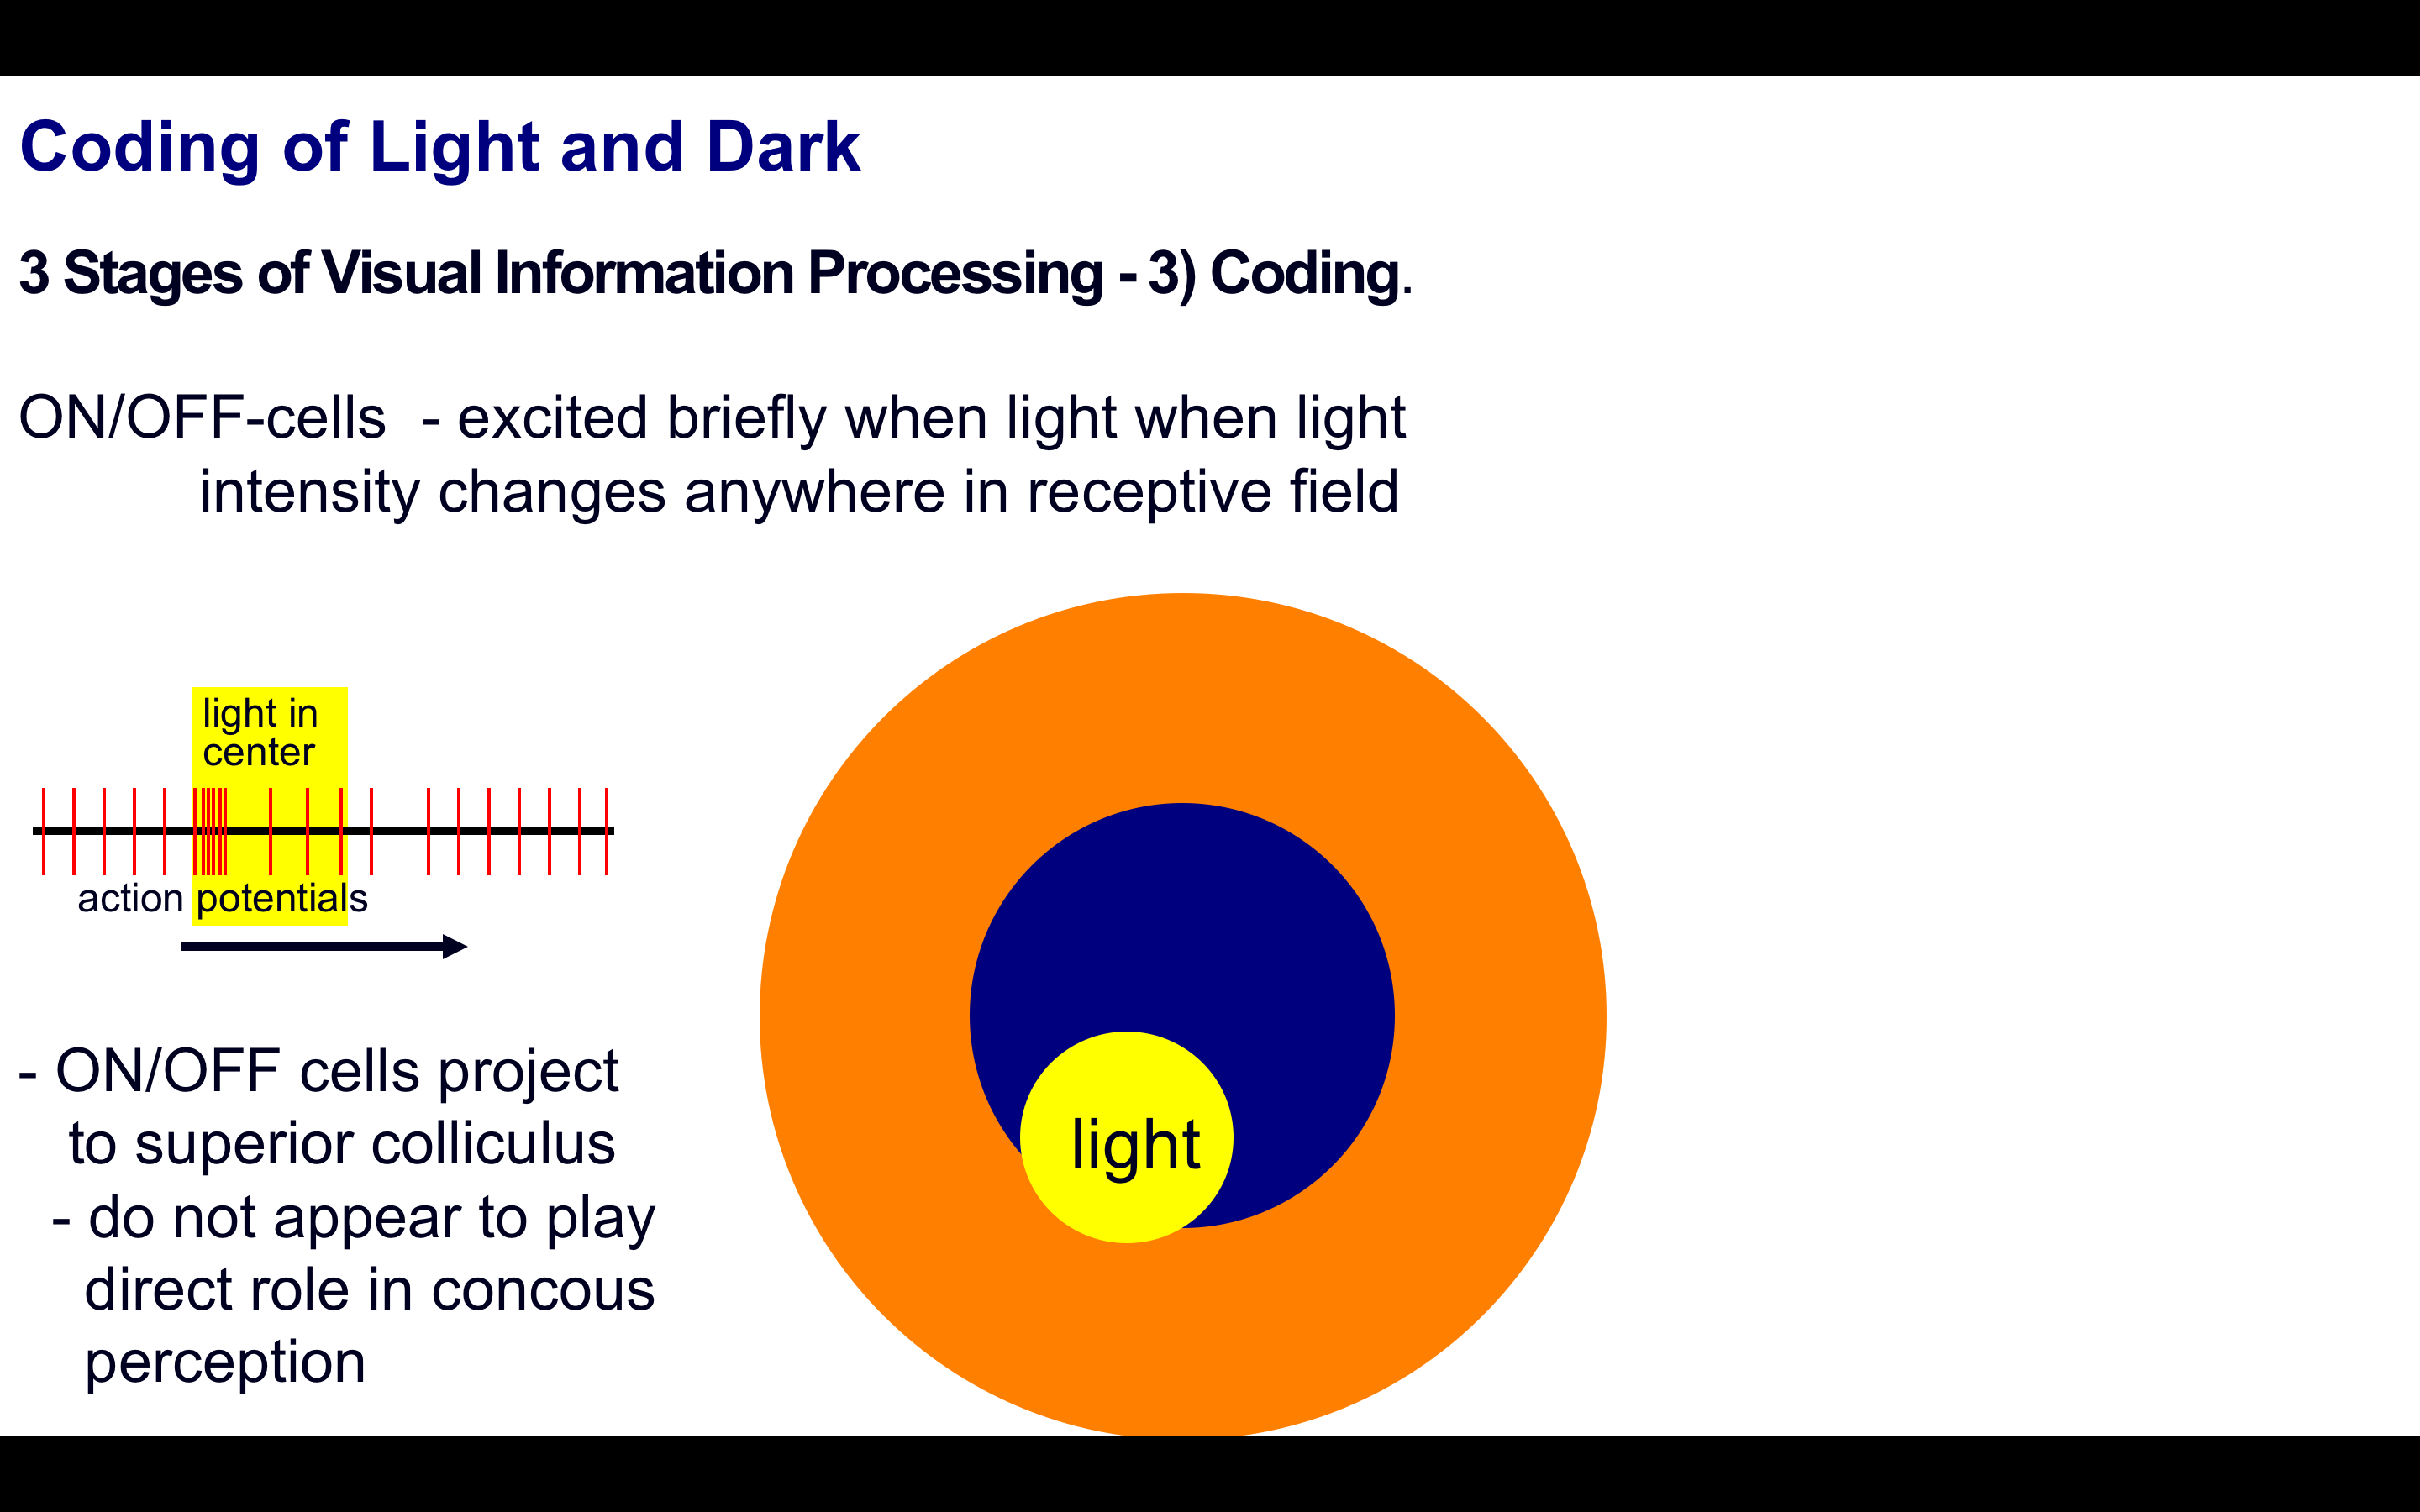 Coding of Light and Dark
3 Stages of Visual Information Processing - 3) Coding.
ON/OFF-cells - excited briefly when light when light
intensity changes anywhere in receptive field
light in
center
action potentials
- ON/OFF cells project
to superior colliculus
- do not appear to play
direct role in concous
perception
light